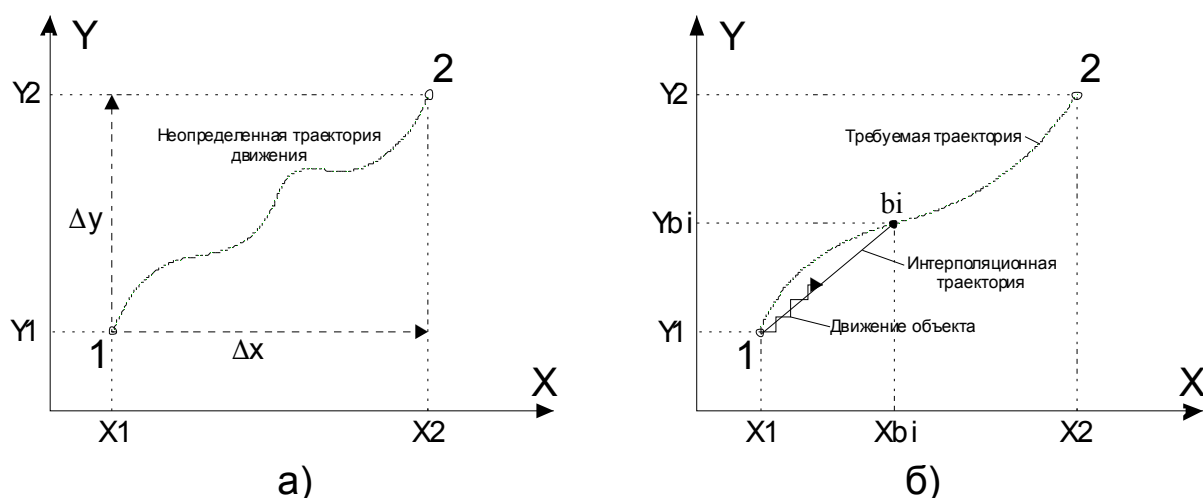 Y
2
Y2
Неопределенная траектория
движения
Δy
Y1
1
Δx
X
X1
X2
а)
Y
2
Y2
Требуемая траектория
bi
Ybi
Интерполяционная
траектория
Y1
Движение объекта
1
X
X1
Xbi
X2
б)